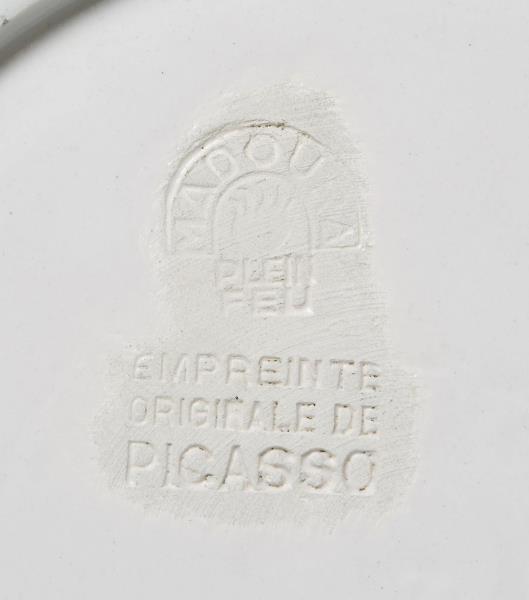 MADOURA
PLEIN
FEU
EMPREINTE
ORIGINALE DE
PICASSO